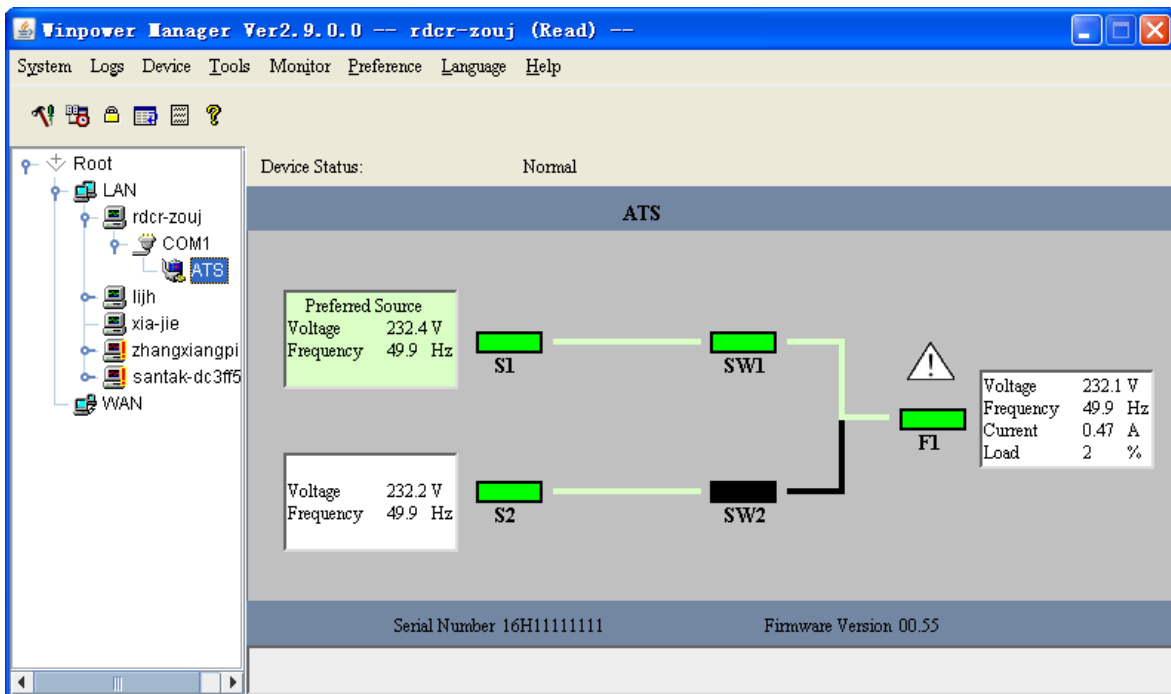 Winpower Manager Ver2.9.0.0 -- rdcr-zouj (Read) --
System Logs Device Tools Monitor Preference Language Help
Root
LAN
rdcr-zouj
COM1
ATS
lijh
xia-jie
zhangxiangpi
santak-dc3ff5
WAN
Device Status: Normal
ATS
Preferred Source
Voltage 232.4 V
Frequency 49.9 Hz
S1
SW1
Voltage 232.2 V
Frequency 49.9 Hz
S2
SW2
F1
Voltage 232.1 V
Frequency 49.9 Hz
Current 0.47 A
Load 2 %
Serial Number 16H11111111 Firmware Version 00.55